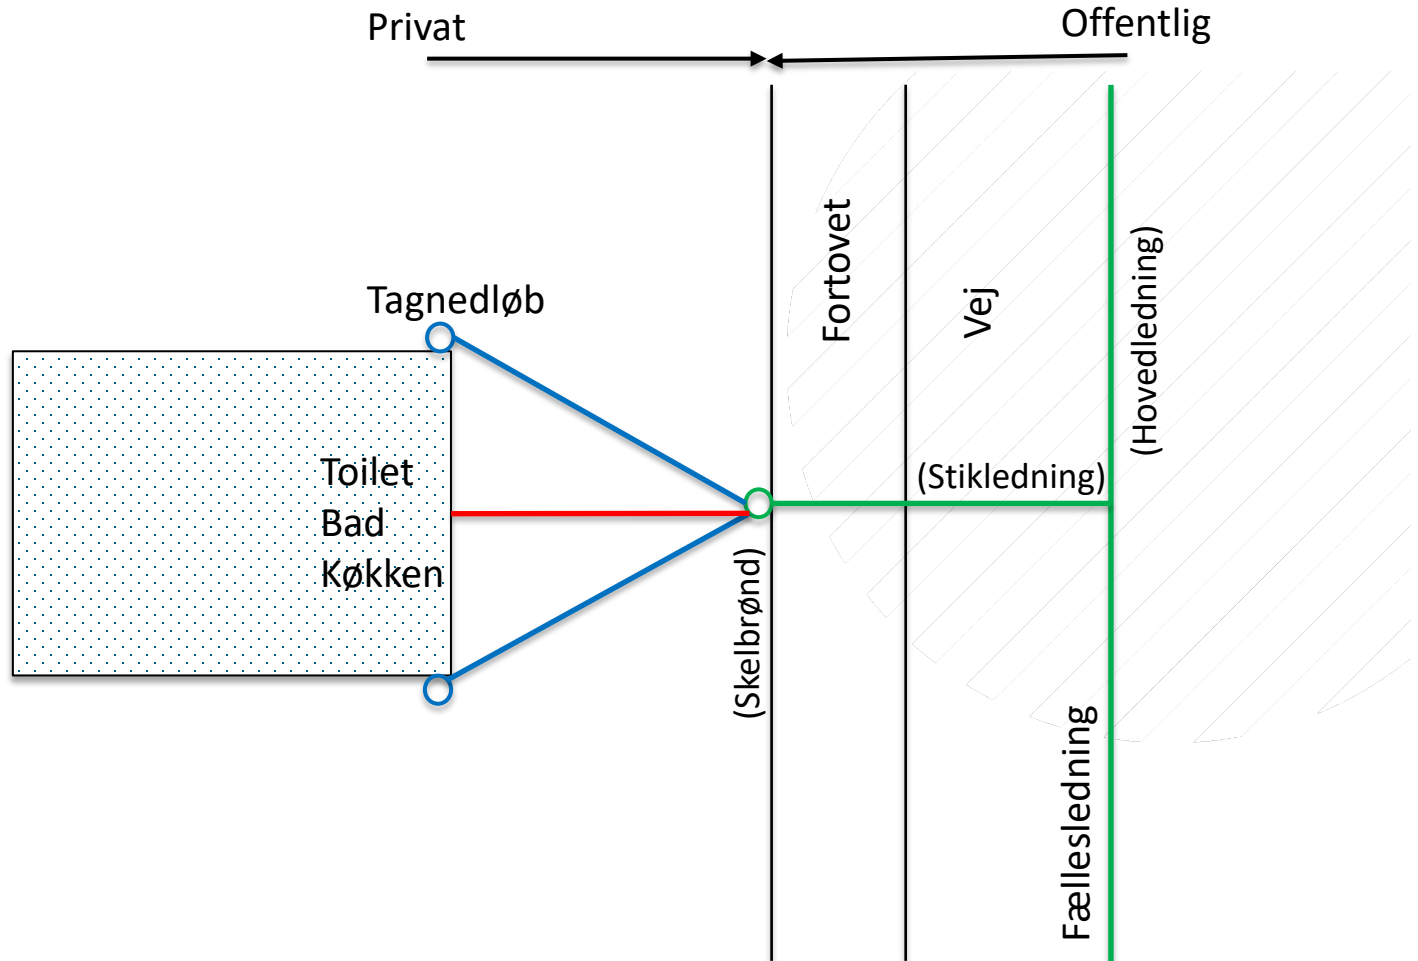 Privat
Offentlig
Tagnedløb
Fortovet
Vej
(Hovedledning)
Toilet
Bad
Køkken
(Stikledning)
(Skelbrønd)
Fællesledning